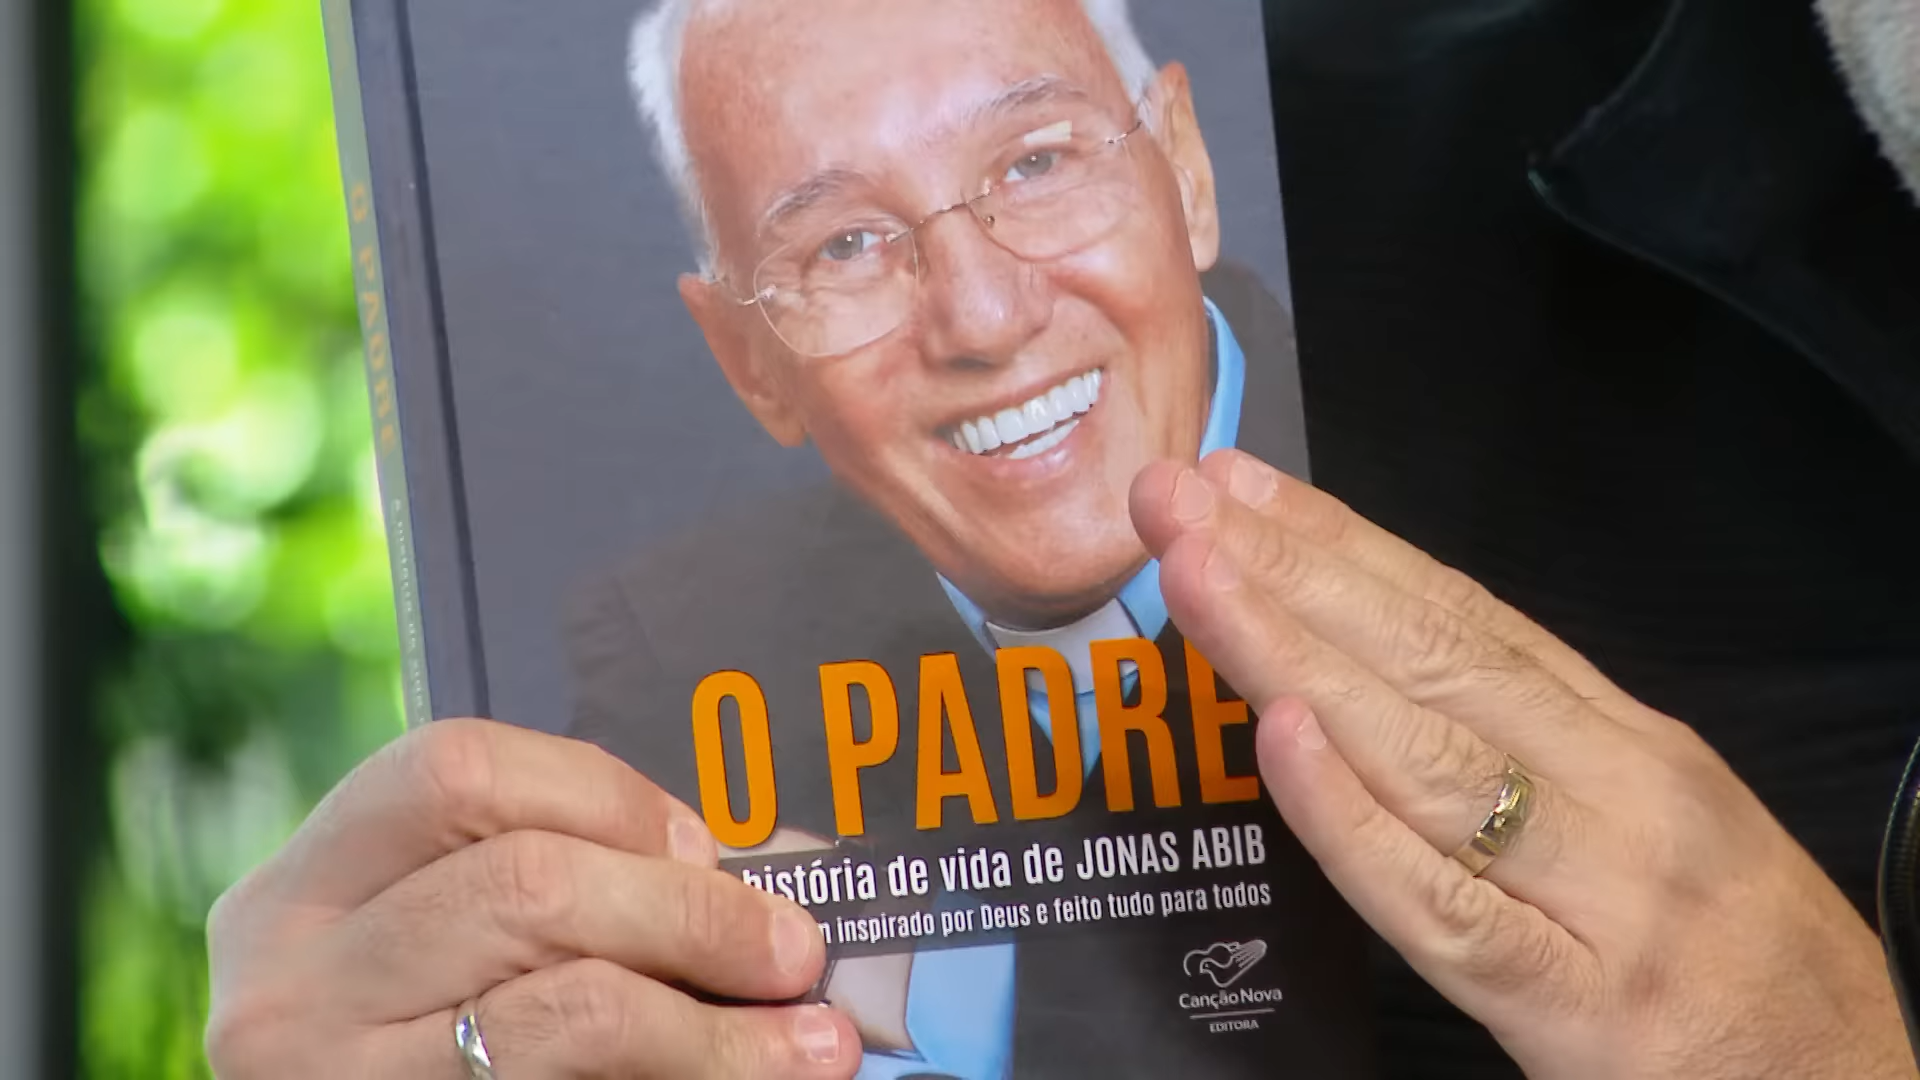 O PADRE
história de vida de JONAS ABIB
inspirado por Deus e feito tudo para todos
Canção Nova
EDITORA
O PADRE